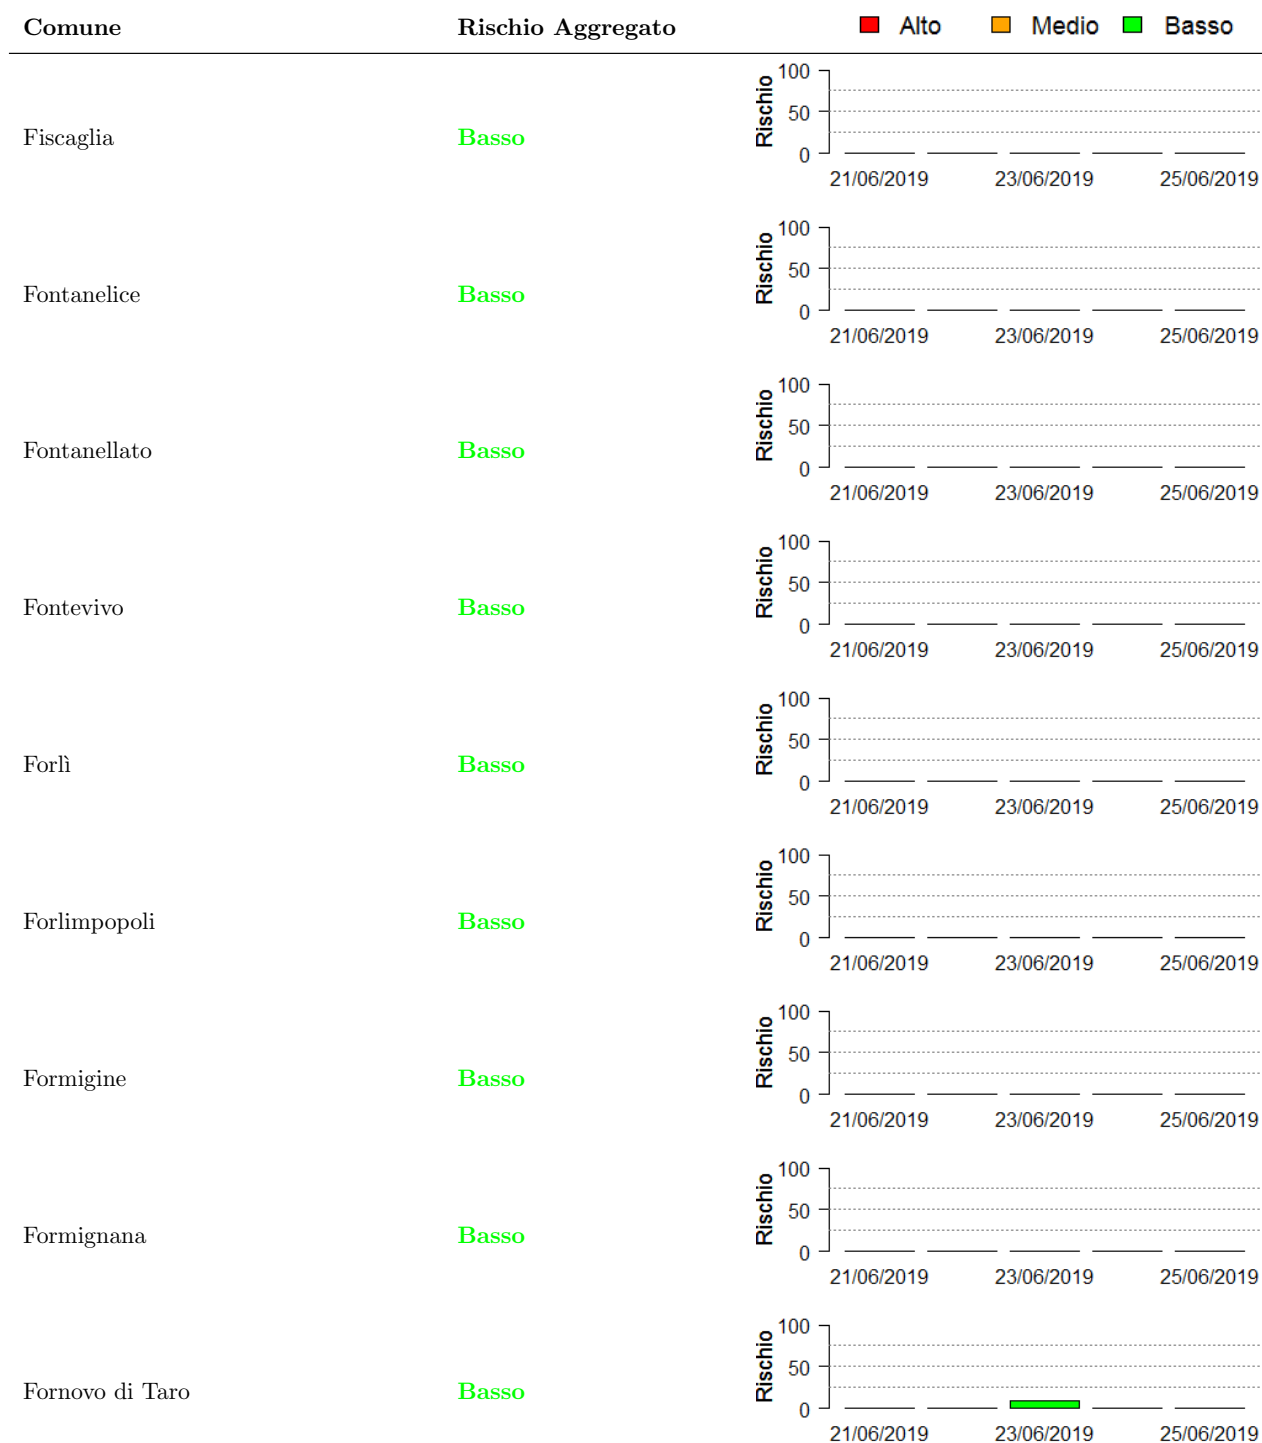 Comune Rischio Aggregato Alto Medio Basso
100
50
0
Rischio
Fiscaglia Basso
21/06/2019 23/06/2019 25/06/2019
100
50
0
Rischio
Fontanelice Basso
21/06/2019 23/06/2019 25/06/2019
100
50
0
Rischio
Fontanellato Basso
21/06/2019 23/06/2019 25/06/2019
100
50
0
Rischio
Fontevivo Basso
21/06/2019 23/06/2019 25/06/2019
100
50
0
Rischio
Forlì Basso
21/06/2019 23/06/2019 25/06/2019
100
50
0
Rischio
Forlimpopoli Basso
21/06/2019 23/06/2019 25/06/2019
100
50
0
Rischio
Formigine Basso
21/06/2019 23/06/2019 25/06/2019
100
50
0
Rischio
Formignana Basso
21/06/2019 23/06/2019 25/06/2019
100
50
0
Rischio
Fornovo di Taro Basso
21/06/2019 23/06/2019 25/06/2019